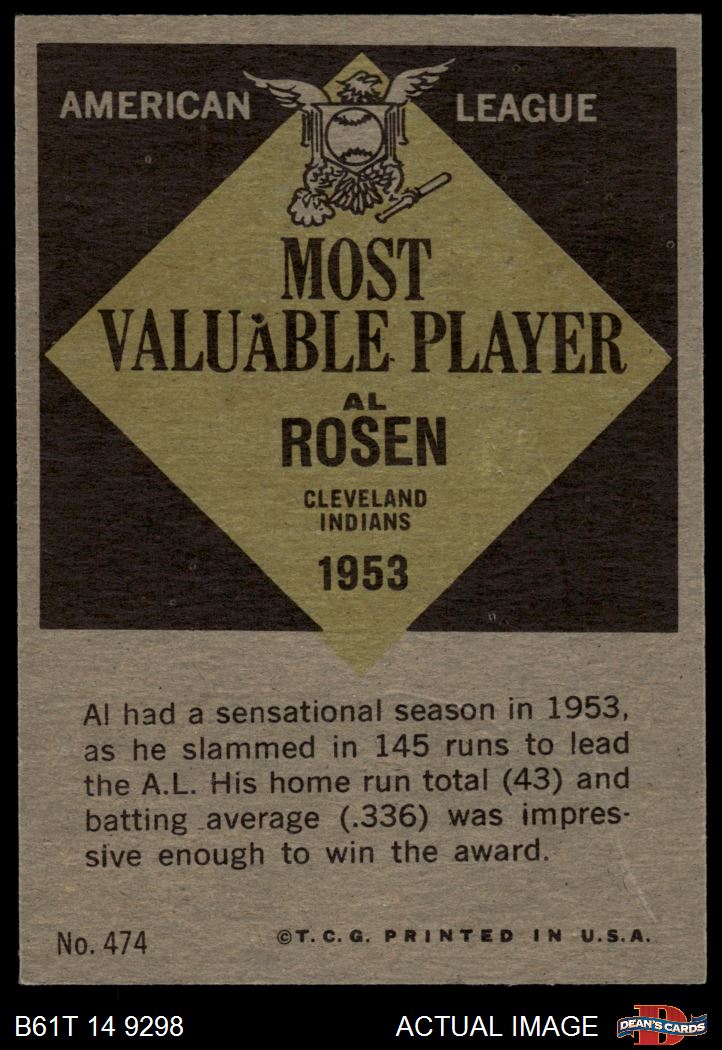 AMERICAN LEAGUE
MOST
VALUABLE PLAYER
AL
ROSEN
CLEVELAND
INDIANS
1953
Al had a sensational season in 1953,
as he slammed in 145 runs to lead
the A.L. His home run total (43) and
batting average (.336) was impres-
sive enough to win the award.
No. 474 ©T. C. G. PRINTED IN U.S.A.
B61T 14 9298 ACTUAL IMAGE DEAN'S CARDS